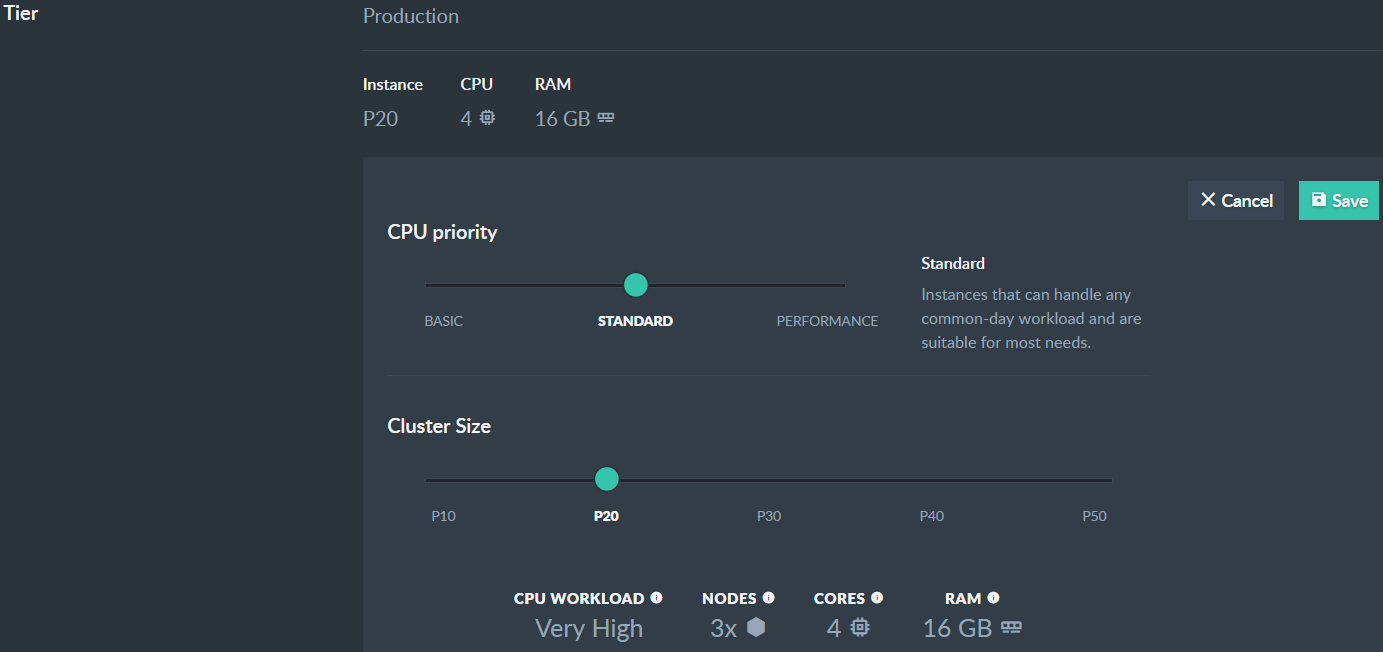 Tier
Production
Instance CPU RAM
P20 4 16 GB
Cancel Save
CPU priority
Standard
Instances that can handle any
common-day workload and are
suitable for most needs.
BASIC STANDARD PERFORMANCE
Cluster Size
P10 P20 P30 P40 P50
CPU WORKLOAD NODES CORES RAM
Very High 3x 4 16 GB